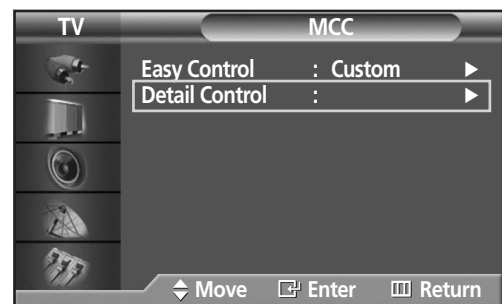 TV MCC
Easy Control : Custom ▶
Detail Control : ▶
Move Enter Return